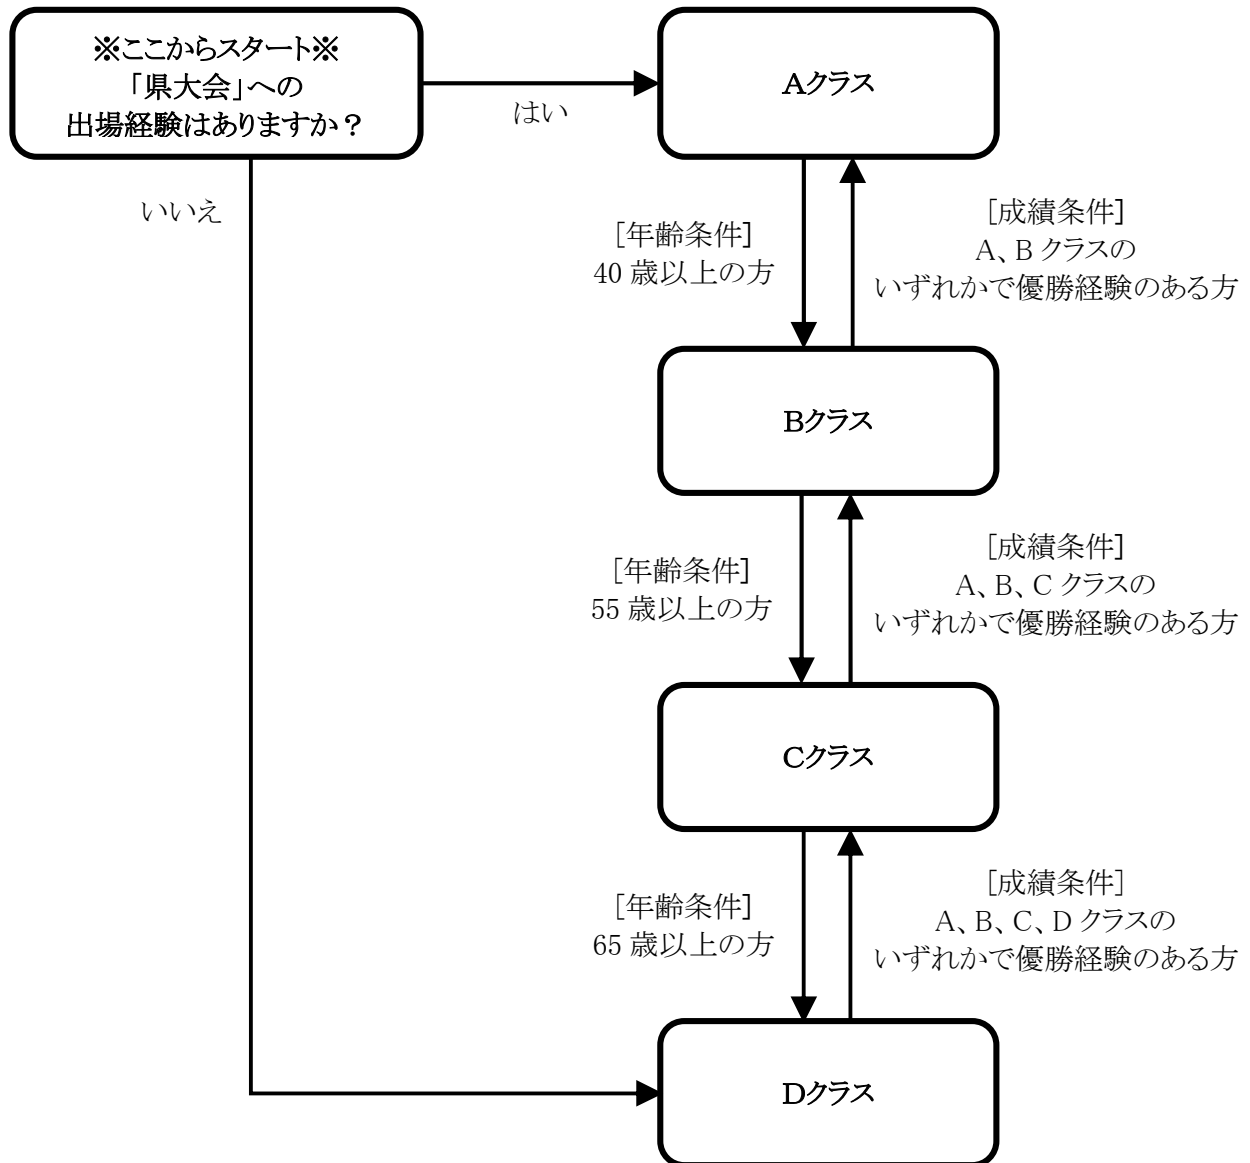 ※ここからスタート※
「県大会」への
出場経験はありますか？
はい
いいえ
Aクラス
[年齢条件]
40 歳以上の方
[成績条件]
A、B クラスの
いずれかで優勝経験のある方
Bクラス
[年齢条件]
55 歳以上の方
[成績条件]
A、B、C クラスの
いずれかで優勝経験のある方
Cクラス
[年齢条件]
65 歳以上の方
[成績条件]
A、B、C、D クラスの
いずれかで優勝経験のある方
Dクラス